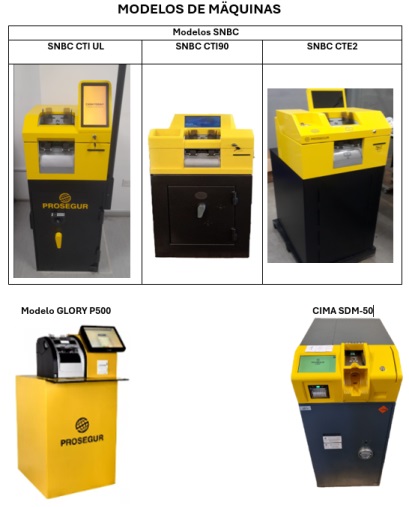 MODELOS DE MÄQUINAS
Modelos SNBC
SNBC CTI UL
SNBC CTI90
SNBC CTE2
PROSEGUR
Modelo GLORY P500
CIMA SDM-50
PROSEGUR